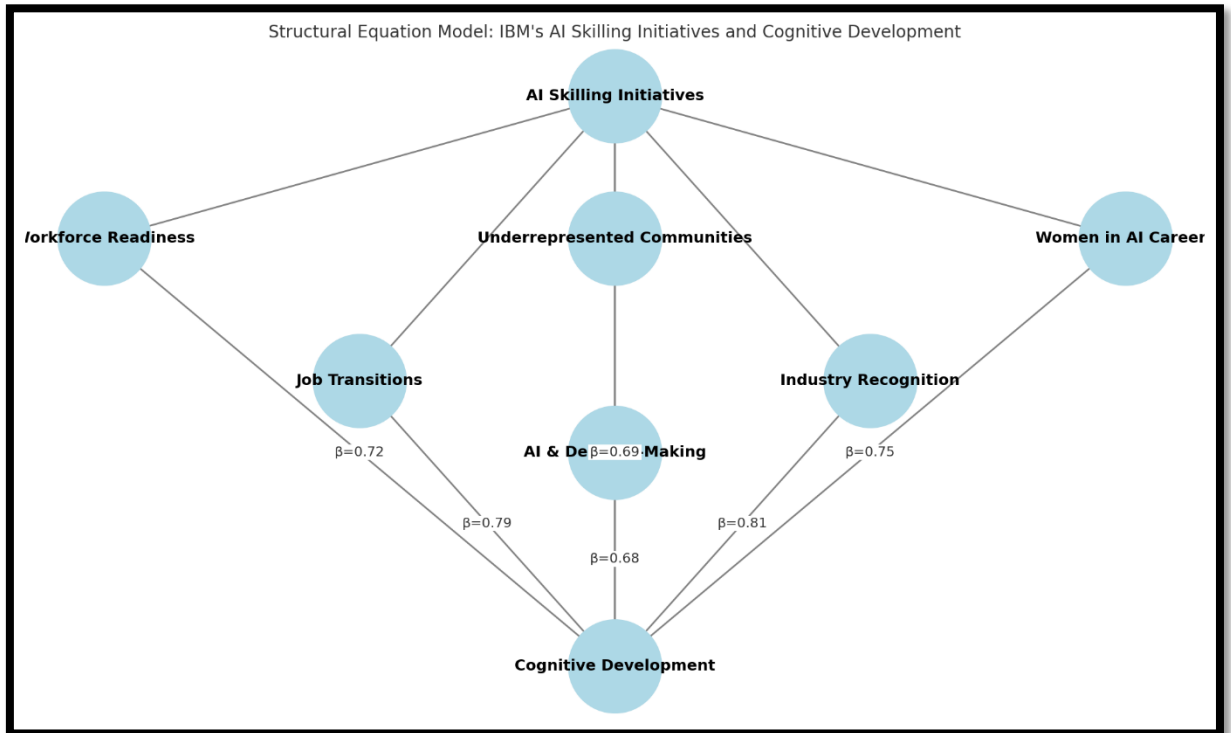 Structural Equation Model: IBM's AI Skilling Initiatives and Cognitive Development
AI Skilling Initiatives
orkforce Readiness
Underrepresented Communities
Women in AI Career
Job Transitions
Industry Recognition
AI & De Making
β=0.69
β=0.72
β=0.75
β=0.79
β=0.81
β=0.68
Cognitive Development